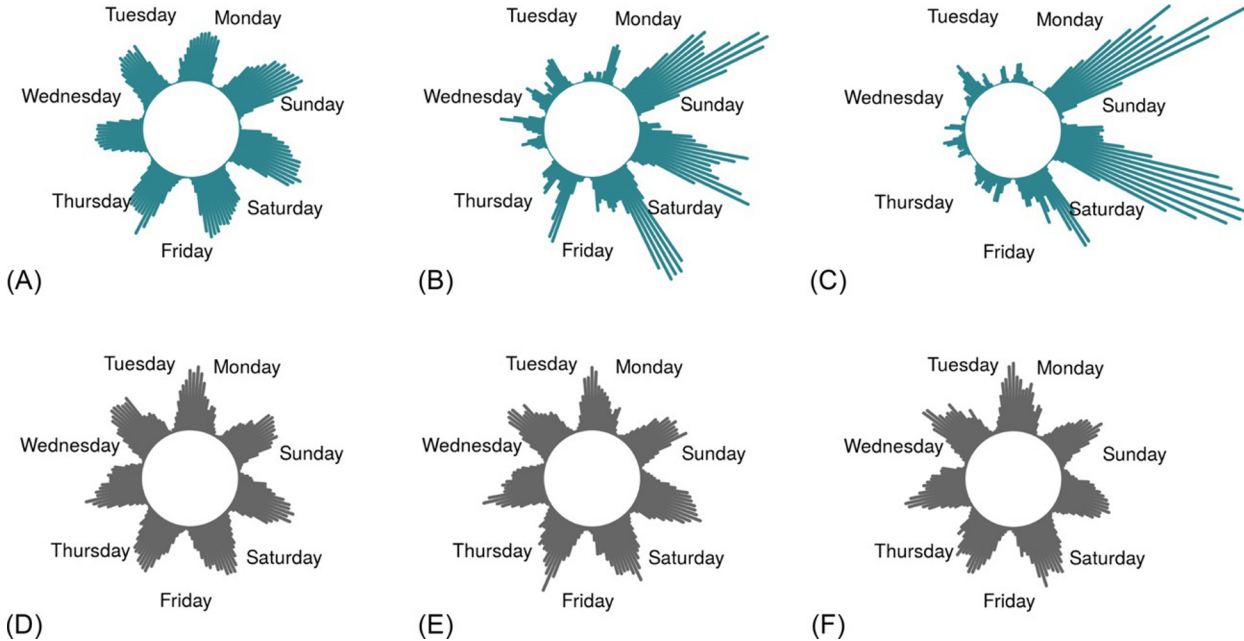 Tuesday Monday
Wednesday Sunday
Thursday Saturday
Friday
(A)
Tuesday Monday
Wednesday Sunday
Thursday Saturday
Friday
(B)
Tuesday Monday
Wednesday Sunday
Thursday Saturday
Friday
(C)
Tuesday Monday
Wednesday Sunday
Thursday Saturday
Friday
(D)
Tuesday Monday
Wednesday Sunday
Thursday Saturday
Friday
(E)
Tuesday Monday
Wednesday Sunday
Thursday Saturday
Friday
(F)